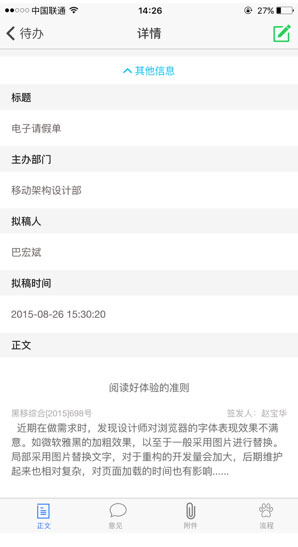 中国联通 14:26 27%
待办 详情
其他信息
标题
电子请假单
主办部门
移动架构设计部
拟稿人
巴宏斌
拟稿时间
2015-08-26 15:30:20
正文
阅读好体验的准则
黑移综合[2015]698号 签发人：赵宝华
近期在做需求时，发现设计师对浏览器的字体表现效果不满
意。如微软雅黑的加粗效果，以至于一般采用图片进行替换。
局部采用图片替换文字，对于重构的开发量会加大，后期维护
起来也相对复杂，对页面加载的时间也有影响......
正文 意见 附件 流程